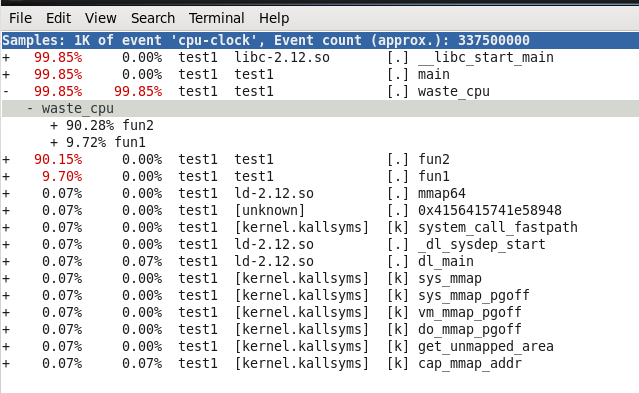 File Edit View Search Terminal Help
Samples: 1K of event 'cpu-clock', Event count (approx.): 337500000
+ 99.85% 0.00% test1 libc-2.12.so [.] __libc_start_main
+ 99.85% 0.00% test1 test1 [.] main
- 99.85% 99.85% test1 test1 [.] waste_cpu
- waste_cpu
+ 90.28% fun2
+ 9.72% fun1
+ 90.15% 0.00% test1 test1 [.] fun2
+ 9.70% 0.00% test1 test1 [.] fun1
+ 0.07% 0.00% test1 ld-2.12.so [.] mmap64
+ 0.07% 0.00% test1 [unknown] [.] 0x4156415741e58948
+ 0.07% 0.00% test1 [kernel.kallsyms] [k] system_call_fastpath
+ 0.07% 0.00% test1 ld-2.12.so [.] _dl_sysdep_start
+ 0.07% 0.07% test1 ld-2.12.so [.] dl_main
+ 0.07% 0.00% test1 [kernel.kallsyms] [k] sys_mmap
+ 0.07% 0.00% test1 [kernel.kallsyms] [k] sys_mmap_pgoff
+ 0.07% 0.00% test1 [kernel.kallsyms] [k] vm_mmap_pgoff
+ 0.07% 0.00% test1 [kernel.kallsyms] [k] do_mmap_pgoff
+ 0.07% 0.00% test1 [kernel.kallsyms] [k] get_unmapped_area
+ 0.07% 0.07% test1 [kernel.kallsyms] [k] cap_mmap_addr